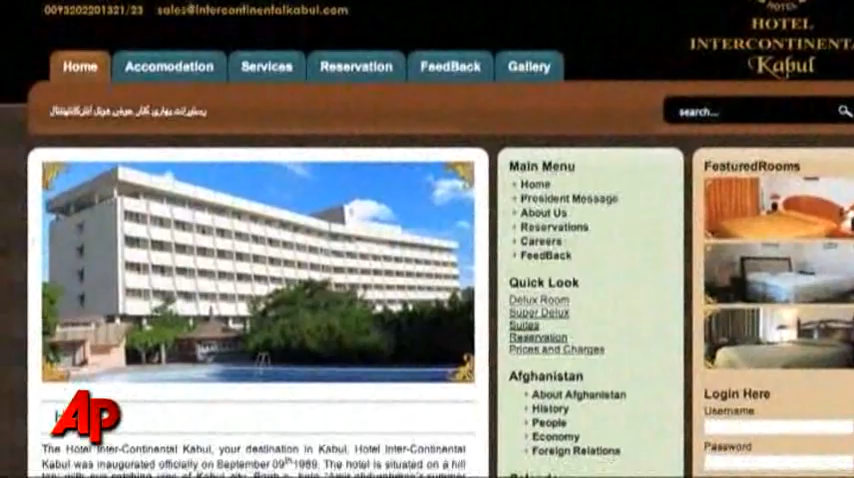 0093202201321/23 sales@intercontinentalkabul.com
HOTEL
HOTEL
INTERCONTINENTA
Kabul
Home Accomodetion Services Reservation FeedBack Gallery
search...
Main Menu
Home
President Message
About Us
Reservations
Careers
FeedBack
Quick Look
Delux Room
Super Delux
Suites
Reservation
Prices and Charges
Afghanistan
About Afghanistan
History
People
Economy
Foreign Relations
FeaturedRooms
Login Here
Username
Password
AP
The Hotel Inter-Continental Kabul, your destination in Kabul. Hotel Inter-Continental
Kabul was inaugurated officially on September 09th 1969. The hotel is situated on a hill